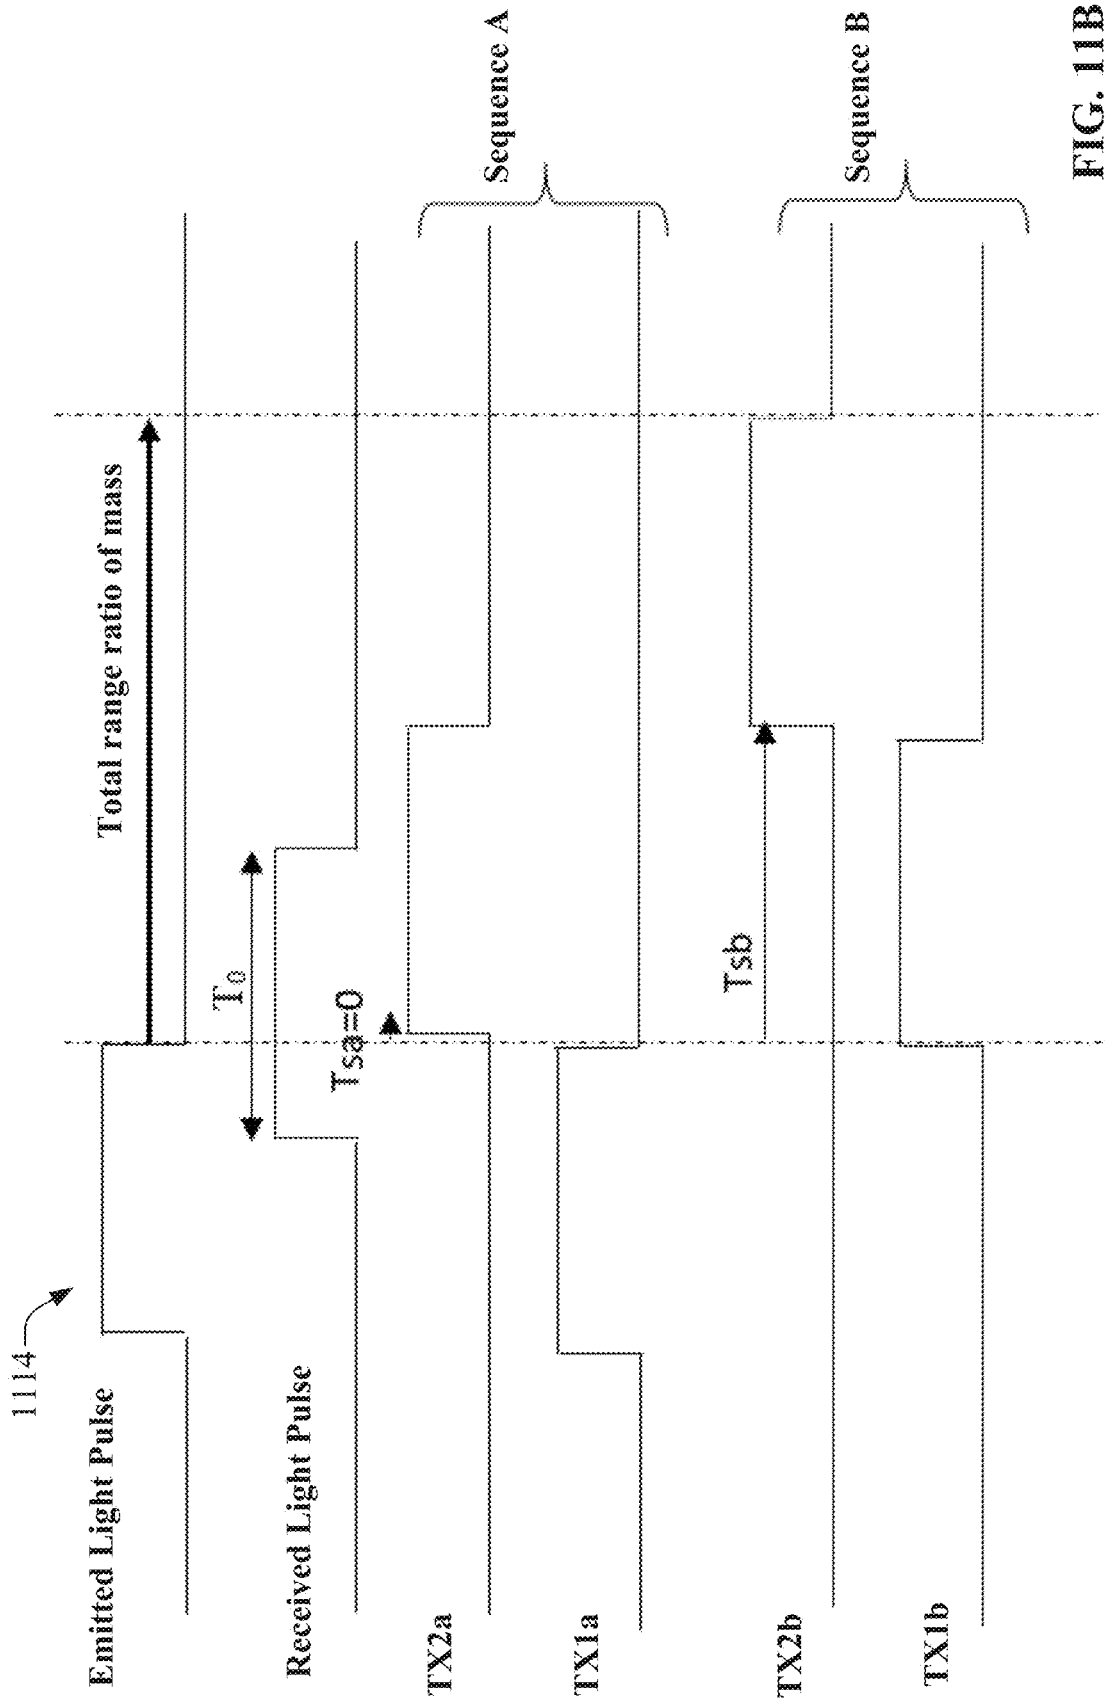 1114
Emitted Light Pulse
Total range ratio of mass
Received Light Pulse
T0
Tsa=0
TX2a
TX1a
Sequence A
Tsb
TX2b
TX1b
Sequence B
FIG. 11B